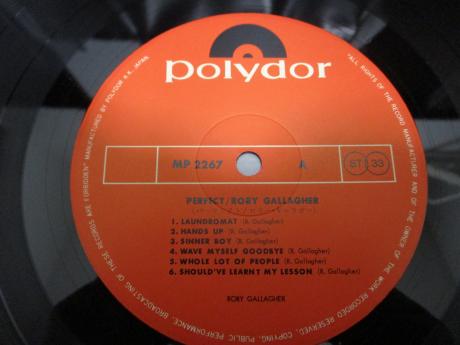 polydor
MP 2267 A ST 33
PERFECT/RORY GALLAGHER
1. LAUNDROMAT (R. Gallagher)
2. HANDS UP (R. Gallagher)
3. SINNER BOY (R. Gallagher)
4. WAVE MYSELF GOODBYE (R. Gallagher)
5. WHOLE LOT OF PEOPLE (R. Gallagher)
6. SHOULD'VE LEARNT MY LESSON (R. Gallagher)
RORY GALLAGHER
"ALL RIGHTS OF THE RECORD MANUFACTURER AND OF THE OWNER OF THE WORK RECORDED RESERVED, COPYING, PUBLIC PERFORMANCE, BROADCASTING OF THESE RECORDS ARE FORBIDDEN" MANUFACTURED BY POLYDOR K.K. JAPAN.